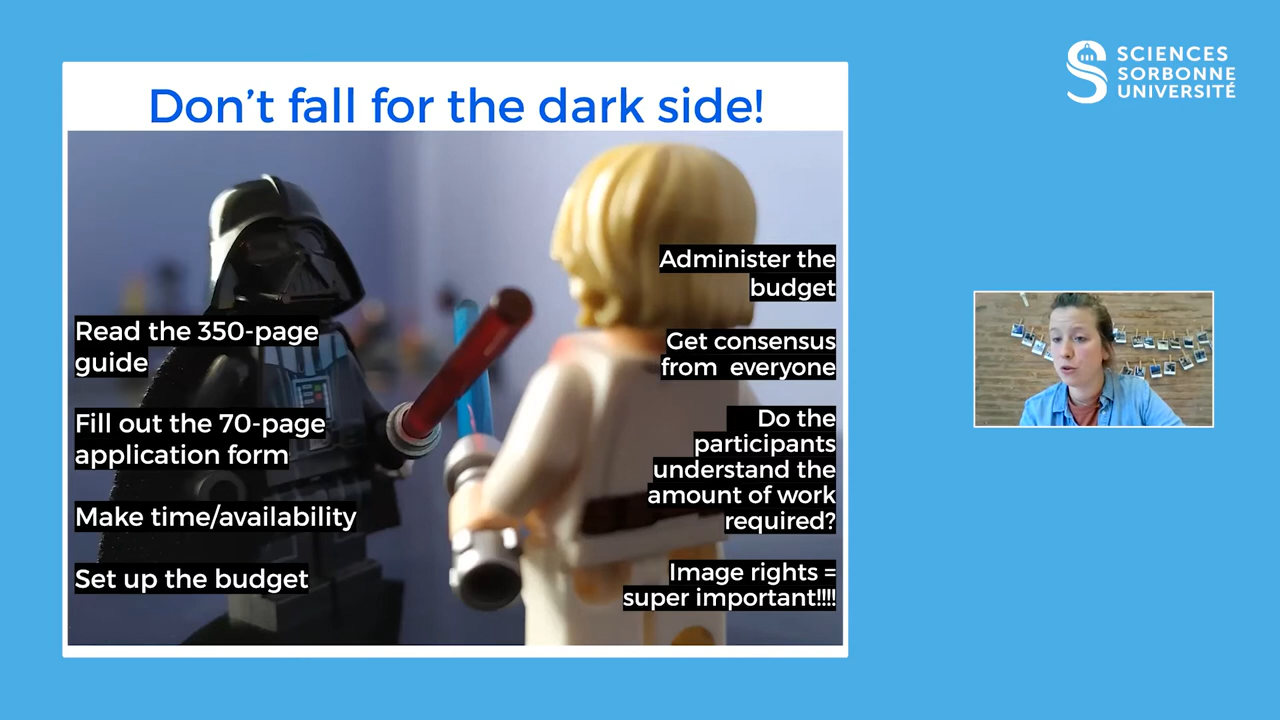 Don't fall for the dark side!
Read the 350-page
guide
Fill out the 70-page
application form
Make time/availability
Set up the budget
Administer the
budget
Get consensus
from everyone
Do the
participants
understand the
amount of work
required?
Image rights =
super important!!!!
SCIENCES
SORBONNE
UNIVERSITÉ